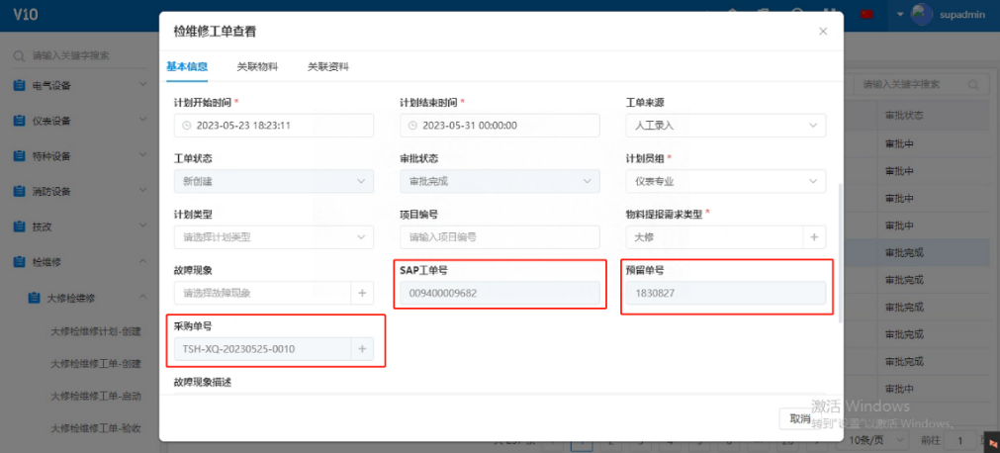 V10
supadmin
检维修工单查看
请输入关键字搜索
基本信息 关联物料 关联资料
请输入关键字搜索
电气设备
计划开始时间 * 计划结束时间 * 工单来源
仪表设备
2023-05-23 18:23:11 2023-05-31 00:00:00 人工录入
审批状态
特种设备
工单状态 审批状态 计划员组 *
审批中
新创建 审批完成 仪表专业
审批中
消防设备
审批中
计划类型 项目编号 物料提报需求类型 *
技改
审批中
请选择计划类型 请输入项目编号 大修
审批完成
检维修
故障现象 SAP工单号 预留单号
审批完成
请选择故障现象 009400009682 1830827
大修检维修
审批完成
采购单号
大修检维修计划-创建
审批完成
TSH-XQ-20230525-0010
大修检维修工单-创建
审批完成
故障现象描述
大修检维修工单-启动
审批中
取消
激活 Windows
转到"设置"以激活 Windows。
大修检维修工单-验收
10条/页 前往 1